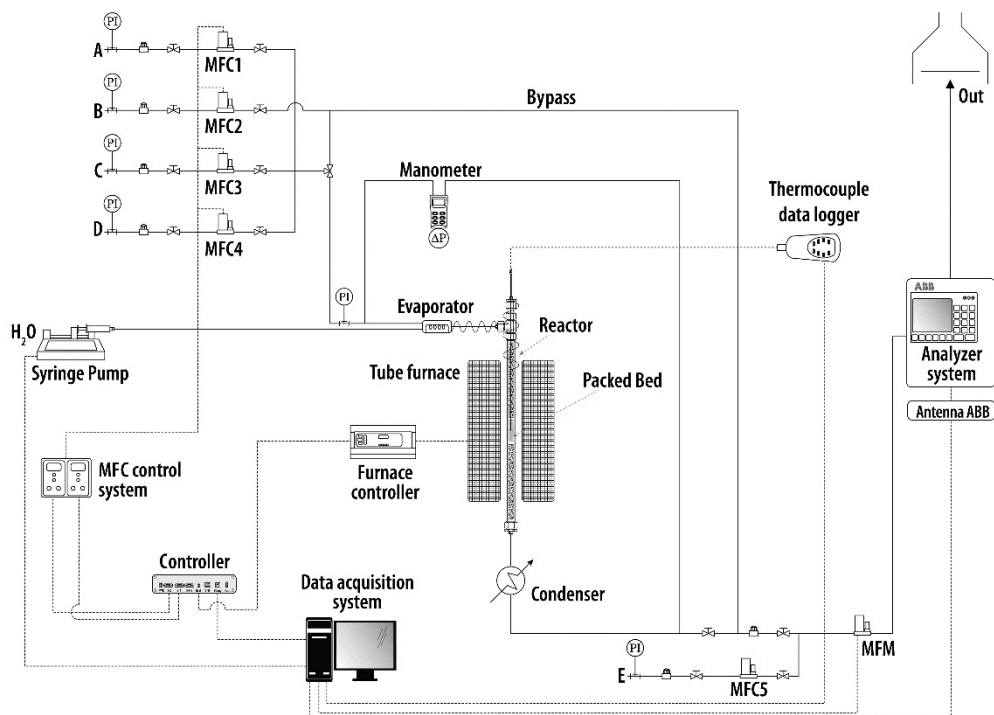 PI
A
MFC1
PI
B
MFC2
Bypass
Out
PI
C
MFC3
Manometer
ΔP
Thermocouple
data logger
PI
D
MFC4
PI
Evaporator
H2O
Syringe Pump
Reactor
Tube furnace
Packed Bed
ABB
Analyzer
system
Antenna ABB
MFC control
system
Furnace
controller
Controller
Condenser
Data acquisition
system
MFM
PI
E
MFC5